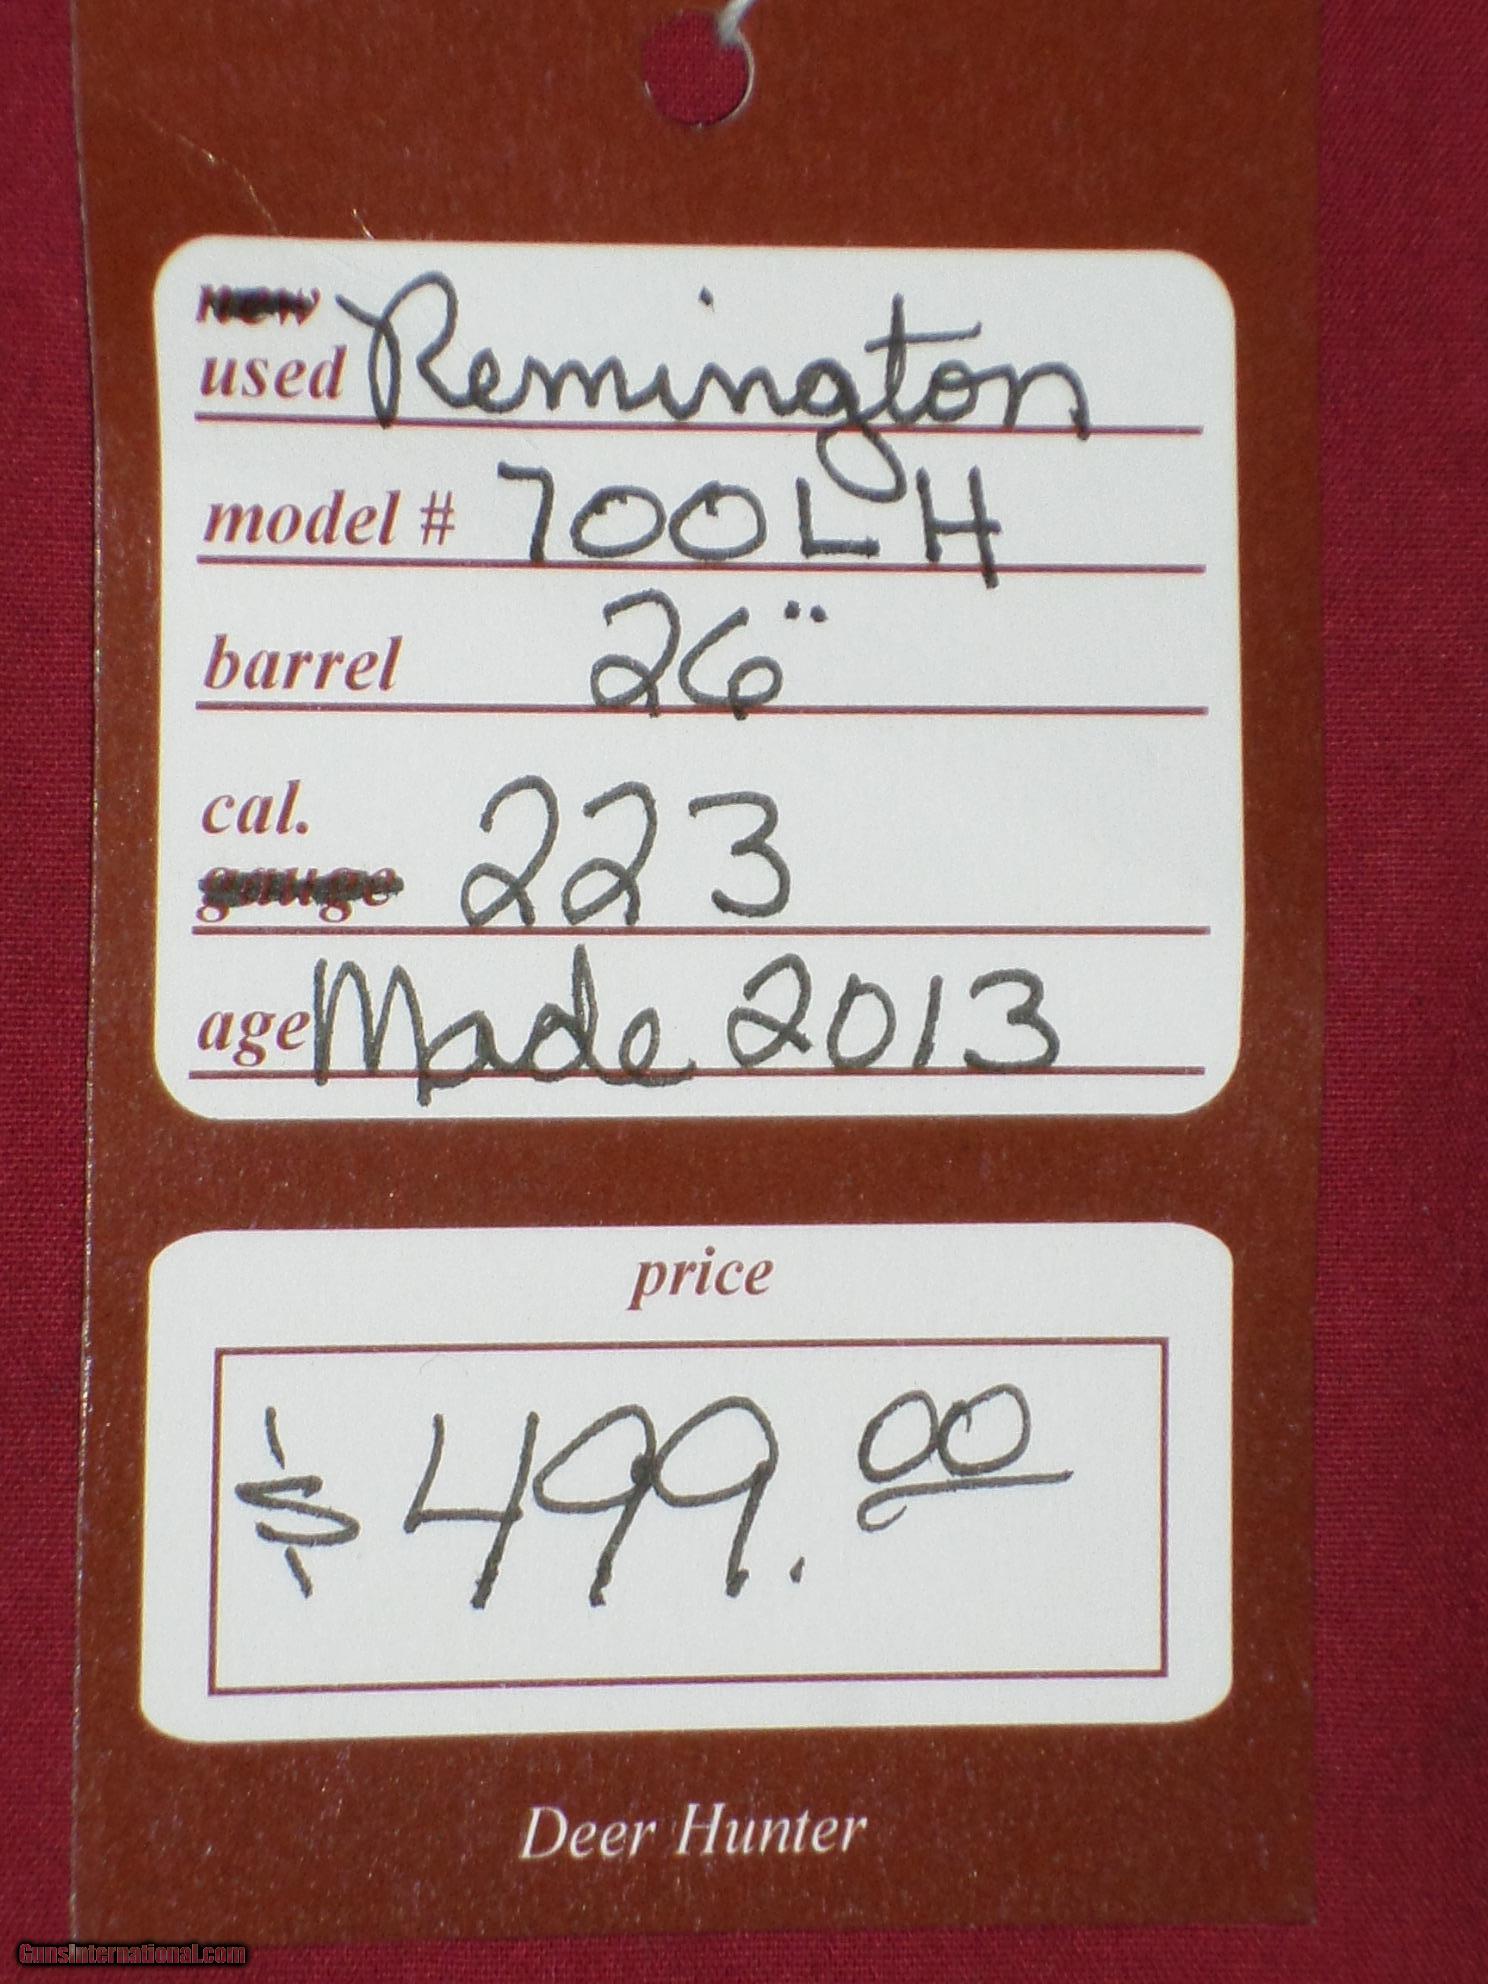 new
used Remington
model # 700LH
barrel 26"
cal. 223
gauge
age Made 2013
price
$499.00
Deer Hunter
GunsInternational.com